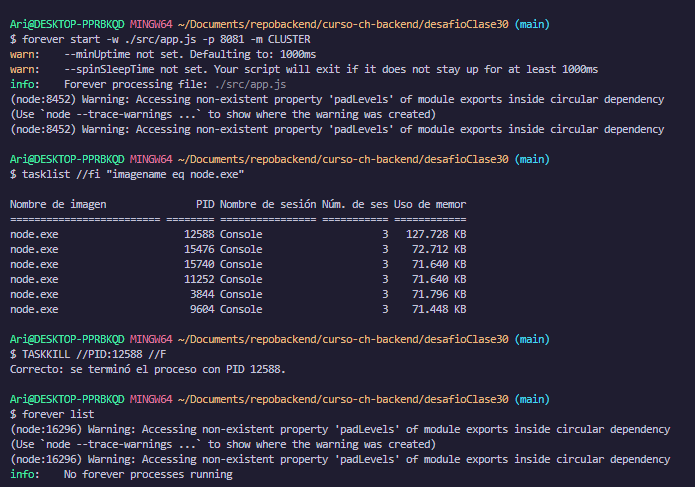 Ari@DESKTOP-PPRBKQD MINGW64 ~/Documents/repobackend/curso-ch-backend/desafioClase30 (main)
$ forever start -w ./src/app.js -p 8081 -m CLUSTER
warn:    --minUptime not set. Defaulting to: 1000ms
warn:    --spinSleepTime not set. Your script will exit if it does not stay up for at least 1000ms
info:    Forever processing file: ./src/app.js
(node:8452) Warning: Accessing non-existent property 'padLevels' of module exports inside circular dependency
(Use `node --trace-warnings ...` to show where the warning was created)
(node:8452) Warning: Accessing non-existent property 'padLevels' of module exports inside circular dependency
Ari@DESKTOP-PPRBKQD MINGW64 ~/Documents/repobackend/curso-ch-backend/desafioClase30 (main)
$ tasklist //fi "imagename eq node.exe"
Nombre de imagen               PID Nombre de sesión Núm. de ses Uso de memor
========================= ======== ================ =========== ============
node.exe                     12588 Console                    3   127.728 KB
node.exe                     15476 Console                    3    72.712 KB
node.exe                     15740 Console                    3    71.640 KB
node.exe                     11252 Console                    3    71.640 KB
node.exe                      3844 Console                    3    71.796 KB
node.exe                      9604 Console                    3    71.448 KB
Ari@DESKTOP-PPRBKQD MINGW64 ~/Documents/repobackend/curso-ch-backend/desafioClase30 (main)
$ TASKKILL //PID:12588 //F
Correcto: se terminó el proceso con PID 12588.
Ari@DESKTOP-PPRBKQD MINGW64 ~/Documents/repobackend/curso-ch-backend/desafioClase30 (main)
$ forever list
(node:16296) Warning: Accessing non-existent property 'padLevels' of module exports inside circular dependency
(Use `node --trace-warnings ...` to show where the warning was created)
(node:16296) Warning: Accessing non-existent property 'padLevels' of module exports inside circular dependency
info:    No forever processes running